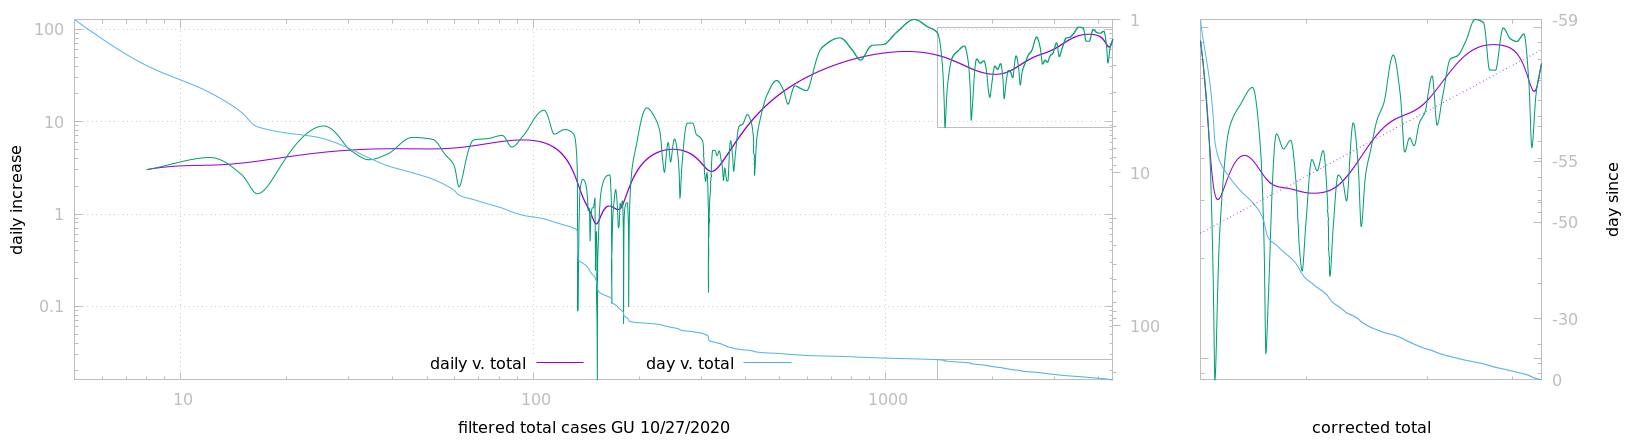 daily increase
100
10
1
0.1
daily v. total
day v. total
10
100
1000
filtered total cases GU 10/27/2020
1
10
100
-59
-55
-50
-30
0
day since
corrected total